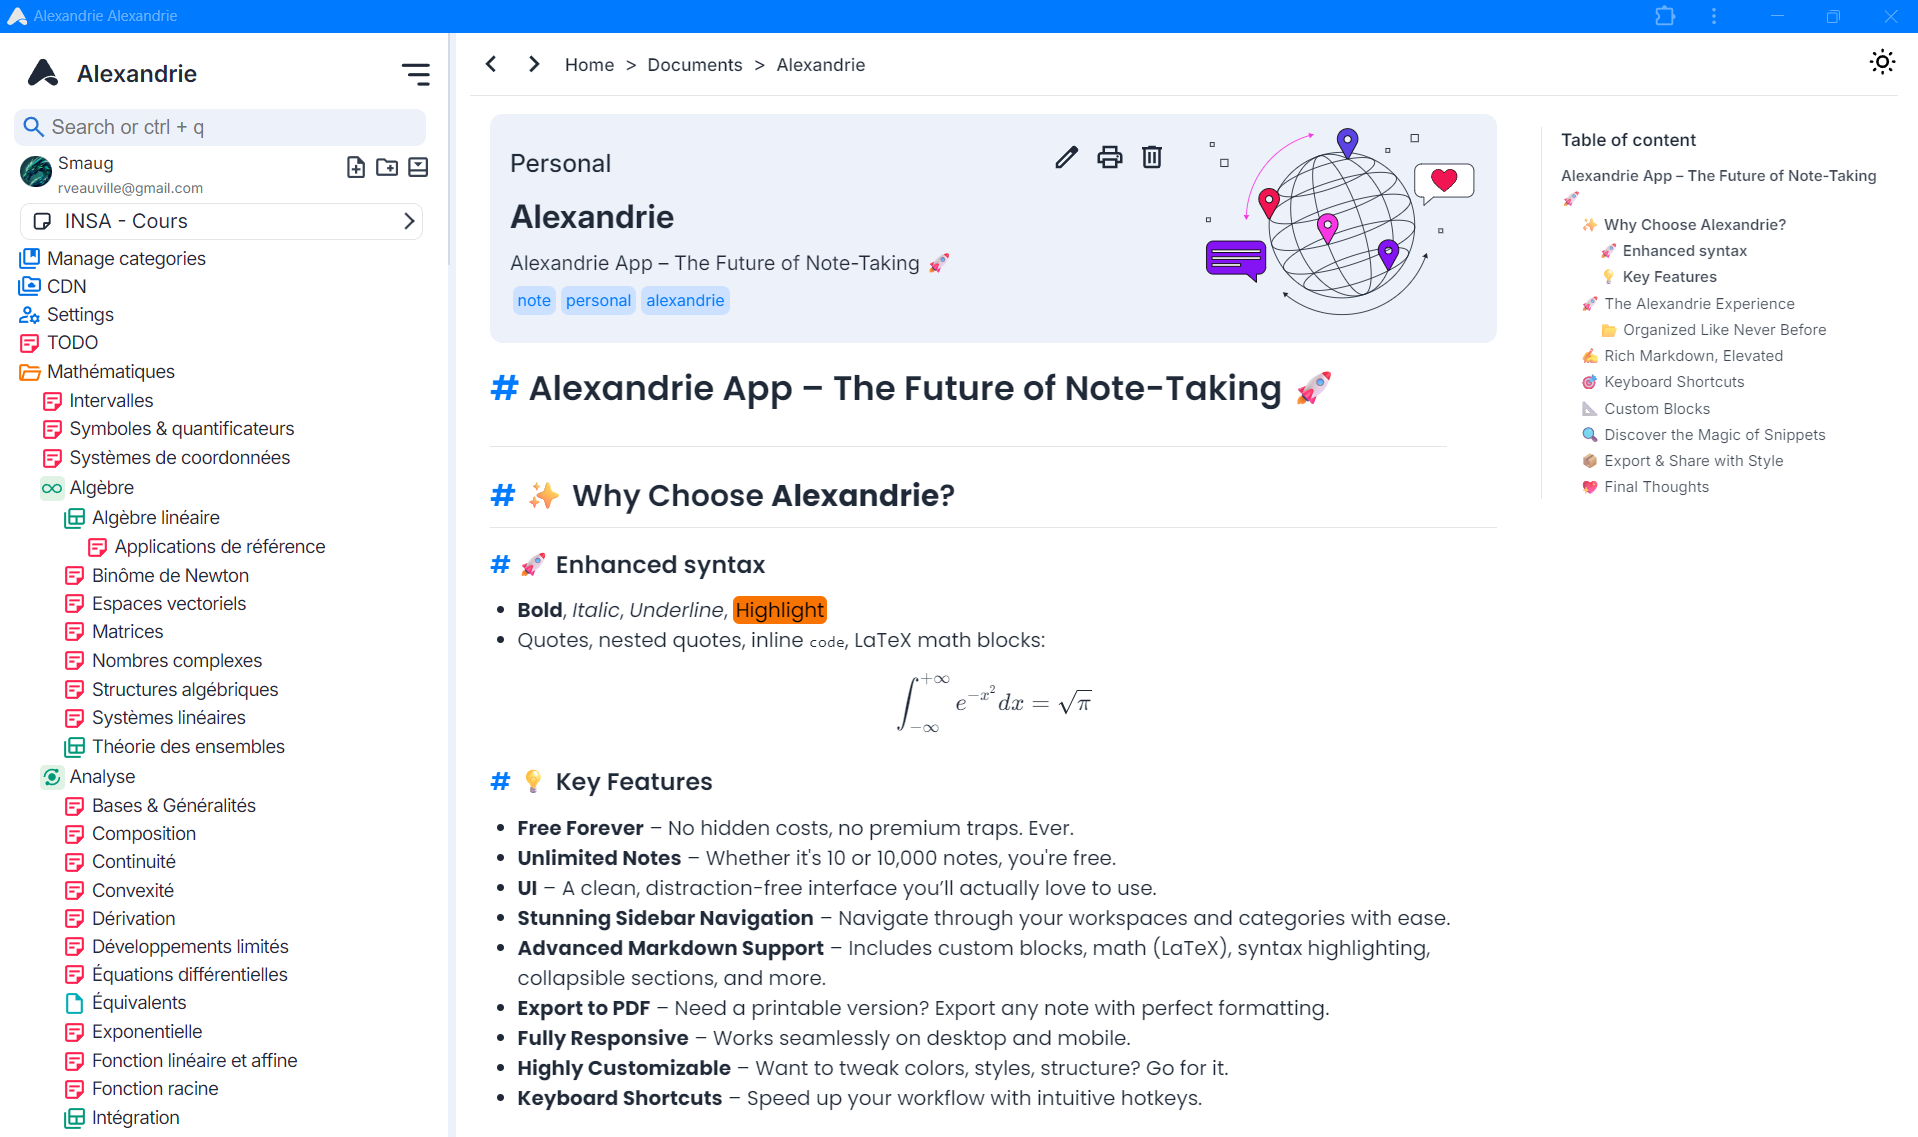 Alexandrie Alexandrie
Alexandrie
Search or ctrl + q
Smaug
rveauville@gmail.com
INSA - Cours
Manage categories
CDN
Settings
TODO
Mathématiques
Intervalles
Symboles & quantificateurs
Systèmes de coordonnées
Algèbre
Algèbre linéaire
Applications de référence
Binôme de Newton
Espaces vectoriels
Matrices
Nombres complexes
Structures algébriques
Systèmes linéaires
Théorie des ensembles
Analyse
Bases & Généralités
Composition
Continuité
Convexité
Dérivation
Développements limités
Équations différentielles
Équivalents
Exponentielle
Fonction linéaire et affine
Fonction racine
Intégration
Home > Documents > Alexandrie
Personal
Alexandrie
Alexandrie App – The Future of Note-Taking 🚀
note personal alexandrie
# Alexandrie App – The Future of Note-Taking 🚀
# ✨ Why Choose Alexandrie?
# 🚀 Enhanced syntax
• Bold, Italic, Underline, Highlight
• Quotes, nested quotes, inline code, LaTeX math blocks:
∫_{-∞}^{+∞} e^{-x^2} dx = √π
# 💡 Key Features
• Free Forever – No hidden costs, no premium traps. Ever.
• Unlimited Notes – Whether it's 10 or 10,000 notes, you're free.
• UI – A clean, distraction-free interface you’ll actually love to use.
• Stunning Sidebar Navigation – Navigate through your workspaces and categories with ease.
• Advanced Markdown Support – Includes custom blocks, math (LaTeX), syntax highlighting,
collapsible sections, and more.
• Export to PDF – Need a printable version? Export any note with perfect formatting.
• Fully Responsive – Works seamlessly on desktop and mobile.
• Highly Customizable – Want to tweak colors, styles, structure? Go for it.
• Keyboard Shortcuts – Speed up your workflow with intuitive hotkeys.
Table of content
Alexandrie App – The Future of Note-Taking
🚀
✨ Why Choose Alexandrie?
🚀 Enhanced syntax
💡 Key Features
🚀 The Alexandrie Experience
📁 Organized Like Never Before
✍️ Rich Markdown, Elevated
🎯 Keyboard Shortcuts
📐 Custom Blocks
🔍 Discover the Magic of Snippets
📦 Export & Share with Style
💖 Final Thoughts